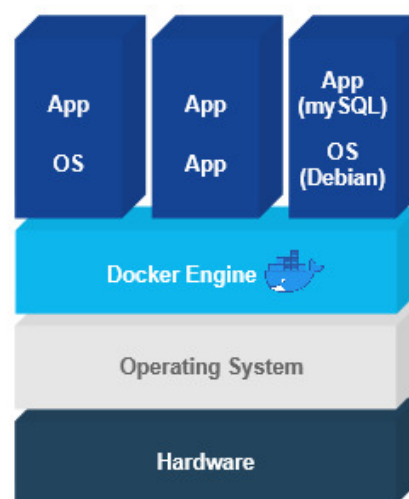 App
OS
App
App
App
(mySQL)
OS
(Debian)
Docker Engine
Operating System
Hardware